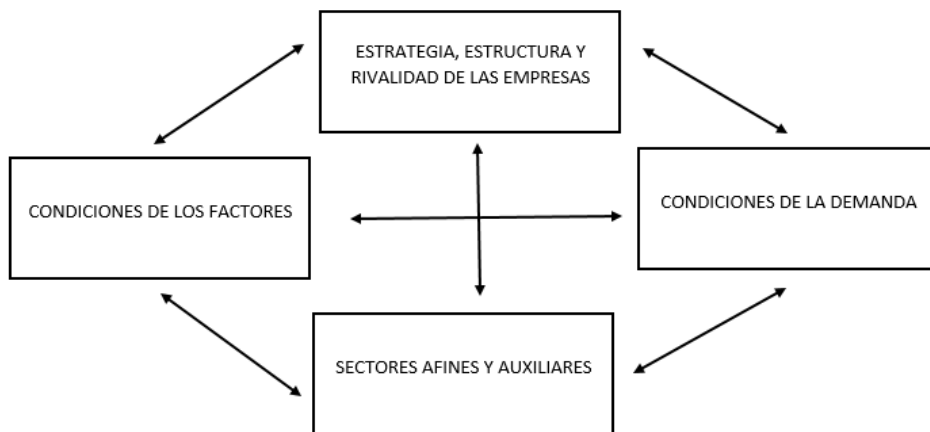 ESTRATEGIA, ESTRUCTURA Y
RIVALIDAD DE LAS EMPRESAS
CONDICIONES DE LOS FACTORES
CONDICIONES DE LA DEMANDA
SECTORES AFINES Y AUXILIARES